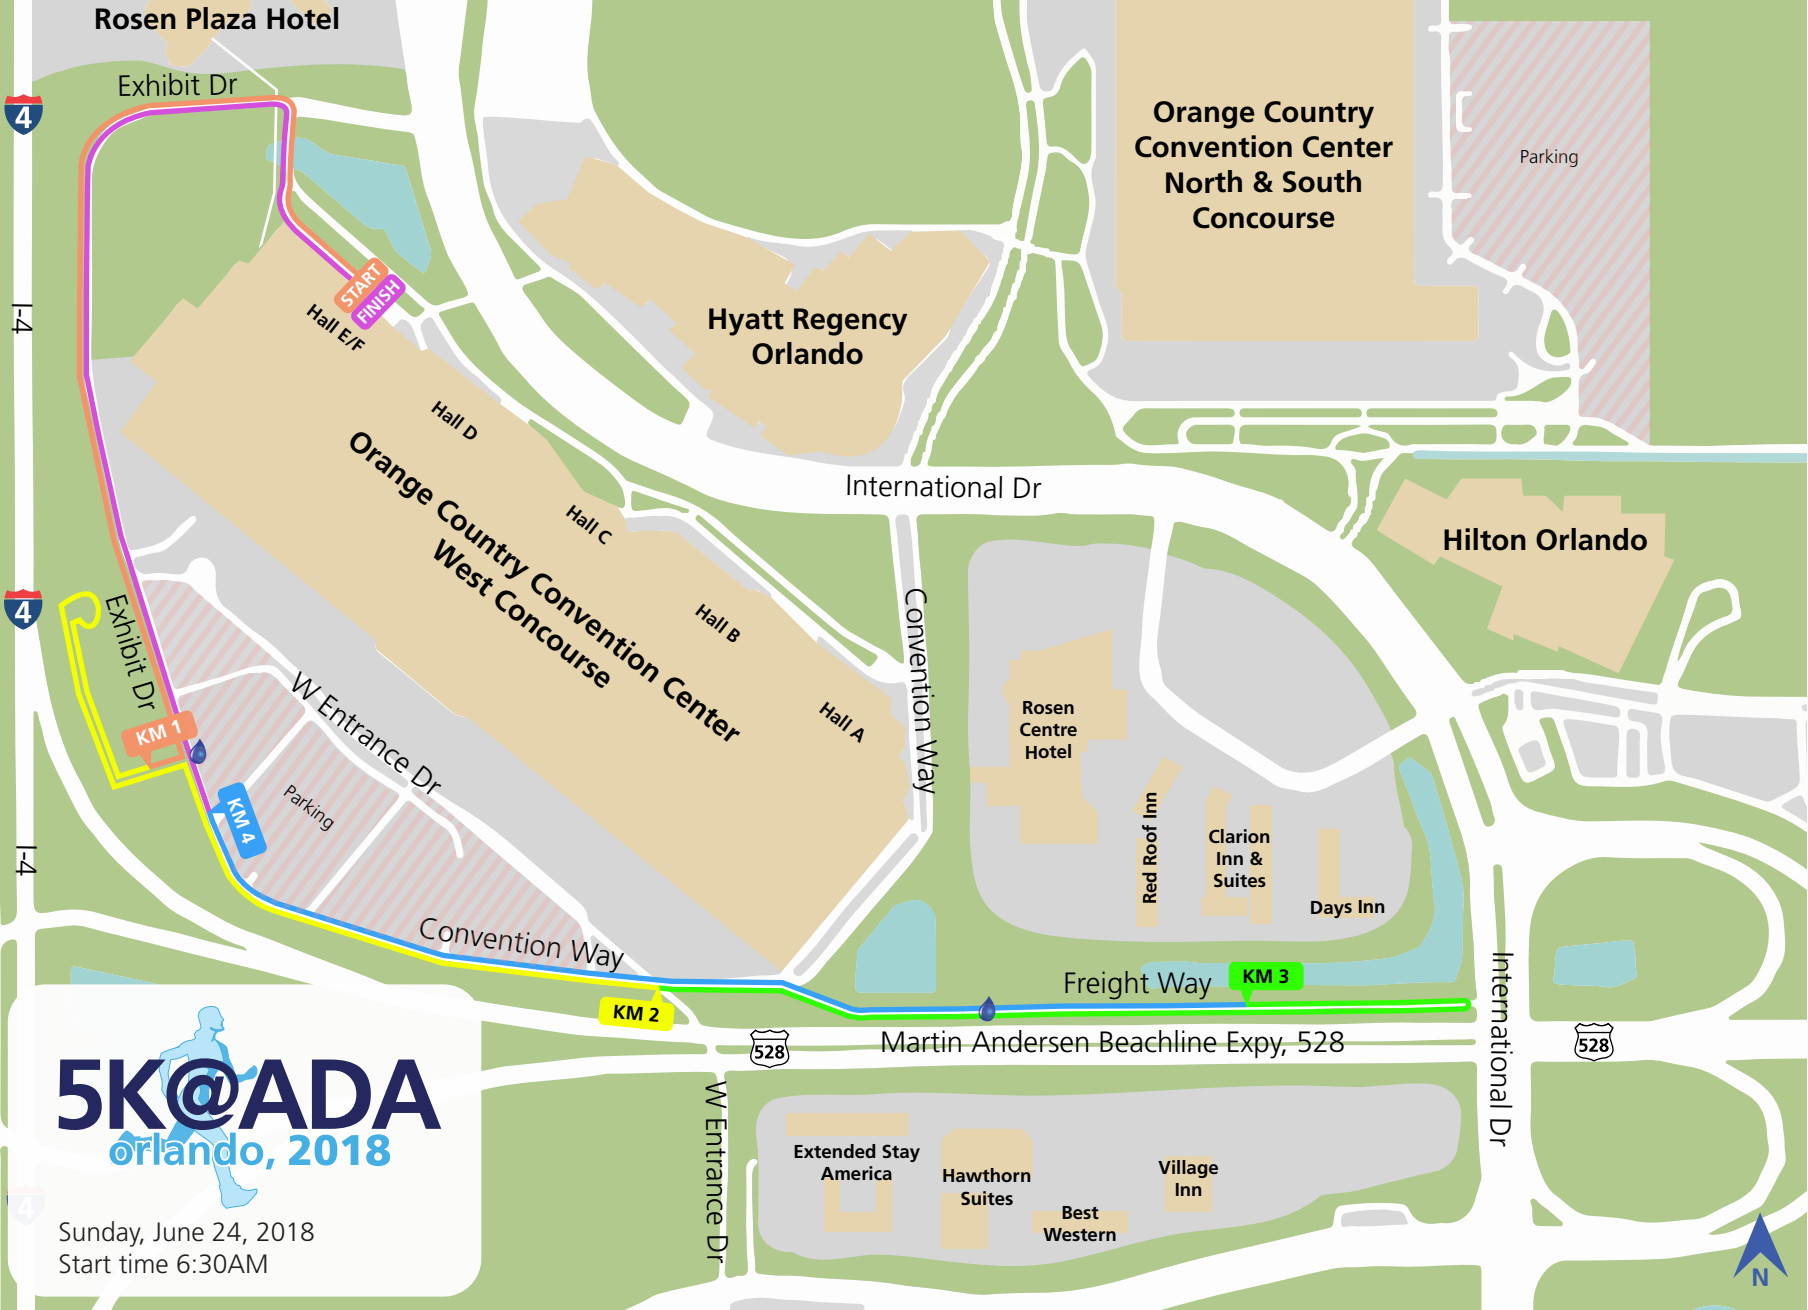 Rosen Plaza Hotel
Exhibit Dr
4
Orange Country
Convention Center
North & South
Concourse
Parking
START
FINISH
Hall E/F
I-4
Hyatt Regency
Orlando
Hall D
Orange Country Convention Center
West Concourse
Hall C
Hall B
Hall A
International Dr
Hilton Orlando
Convention Way
4
Exhibit Dr
W Entrance Dr
KM 1
KM 4
Parking
Rosen
Centre
Hotel
Red Roof Inn
Clarion
Inn &
Suites
Days Inn
I-4
Convention Way
KM 2
Freight Way
KM 3
International Dr
528
Martin Andersen Beachline Expy, 528
528
W Entrance Dr
Extended Stay
America
Hawthorn
Suites
Village
Inn
Best
Western
5K@ADA
orlando, 2018
4
Sunday, June 24, 2018
Start time 6:30AM
N